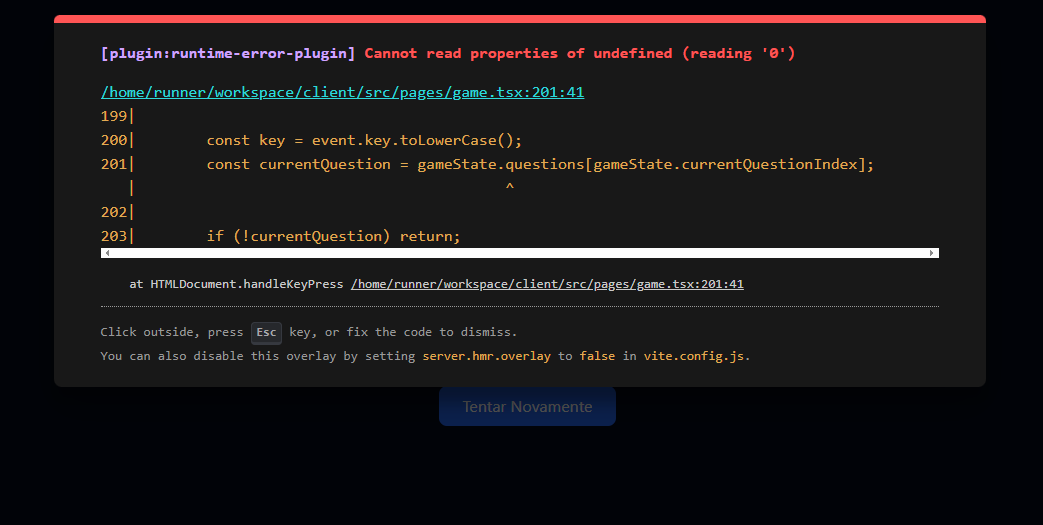 [plugin:runtime-error-plugin] Cannot read properties of undefined (reading '0')
/home/runner/workspace/client/src/pages/game.tsx:201:41
199|
200|        const key = event.key.toLowerCase();
201|        const currentQuestion = gameState.questions[gameState.currentQuestionIndex];
   |                                           ^
202|
203|        if (!currentQuestion) return;
at HTMLDocument.handleKeyPress /home/runner/workspace/client/src/pages/game.tsx:201:41
Click outside, press Esc key, or fix the code to dismiss.
You can also disable this overlay by setting server.hmr.overlay to false in vite.config.js.
Tentar Novamente